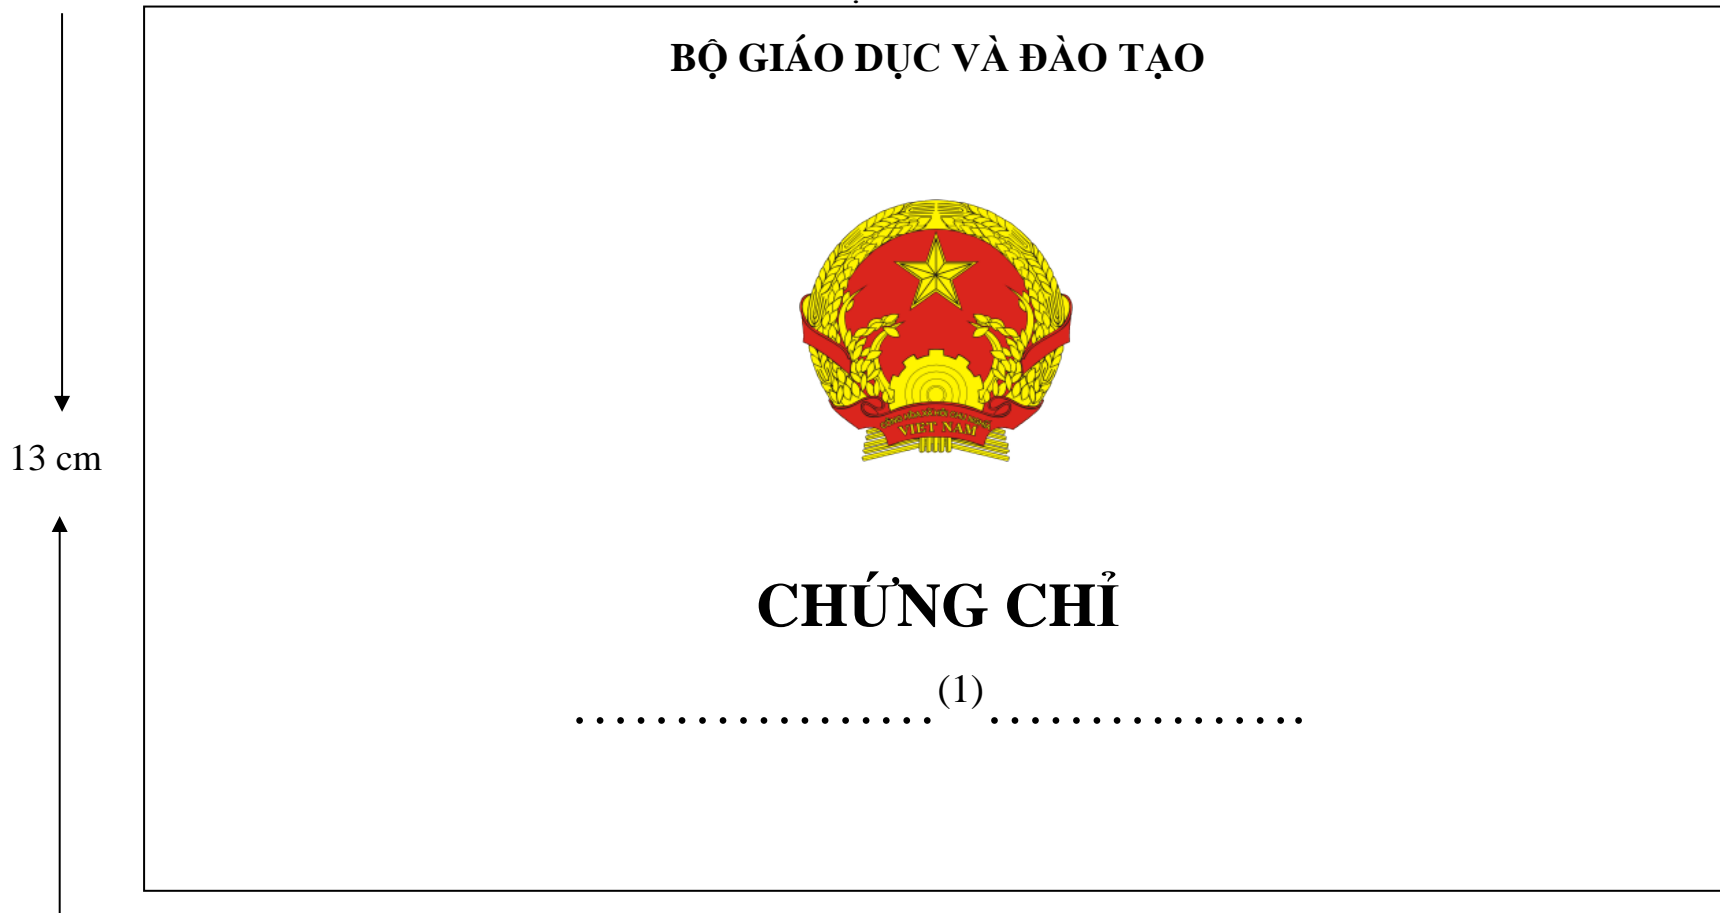 BỘ GIÁO DỤC VÀ ĐÀO TẠO
VIỆT NAM
13 cm
CHỨNG CHỈ
..................(1)................